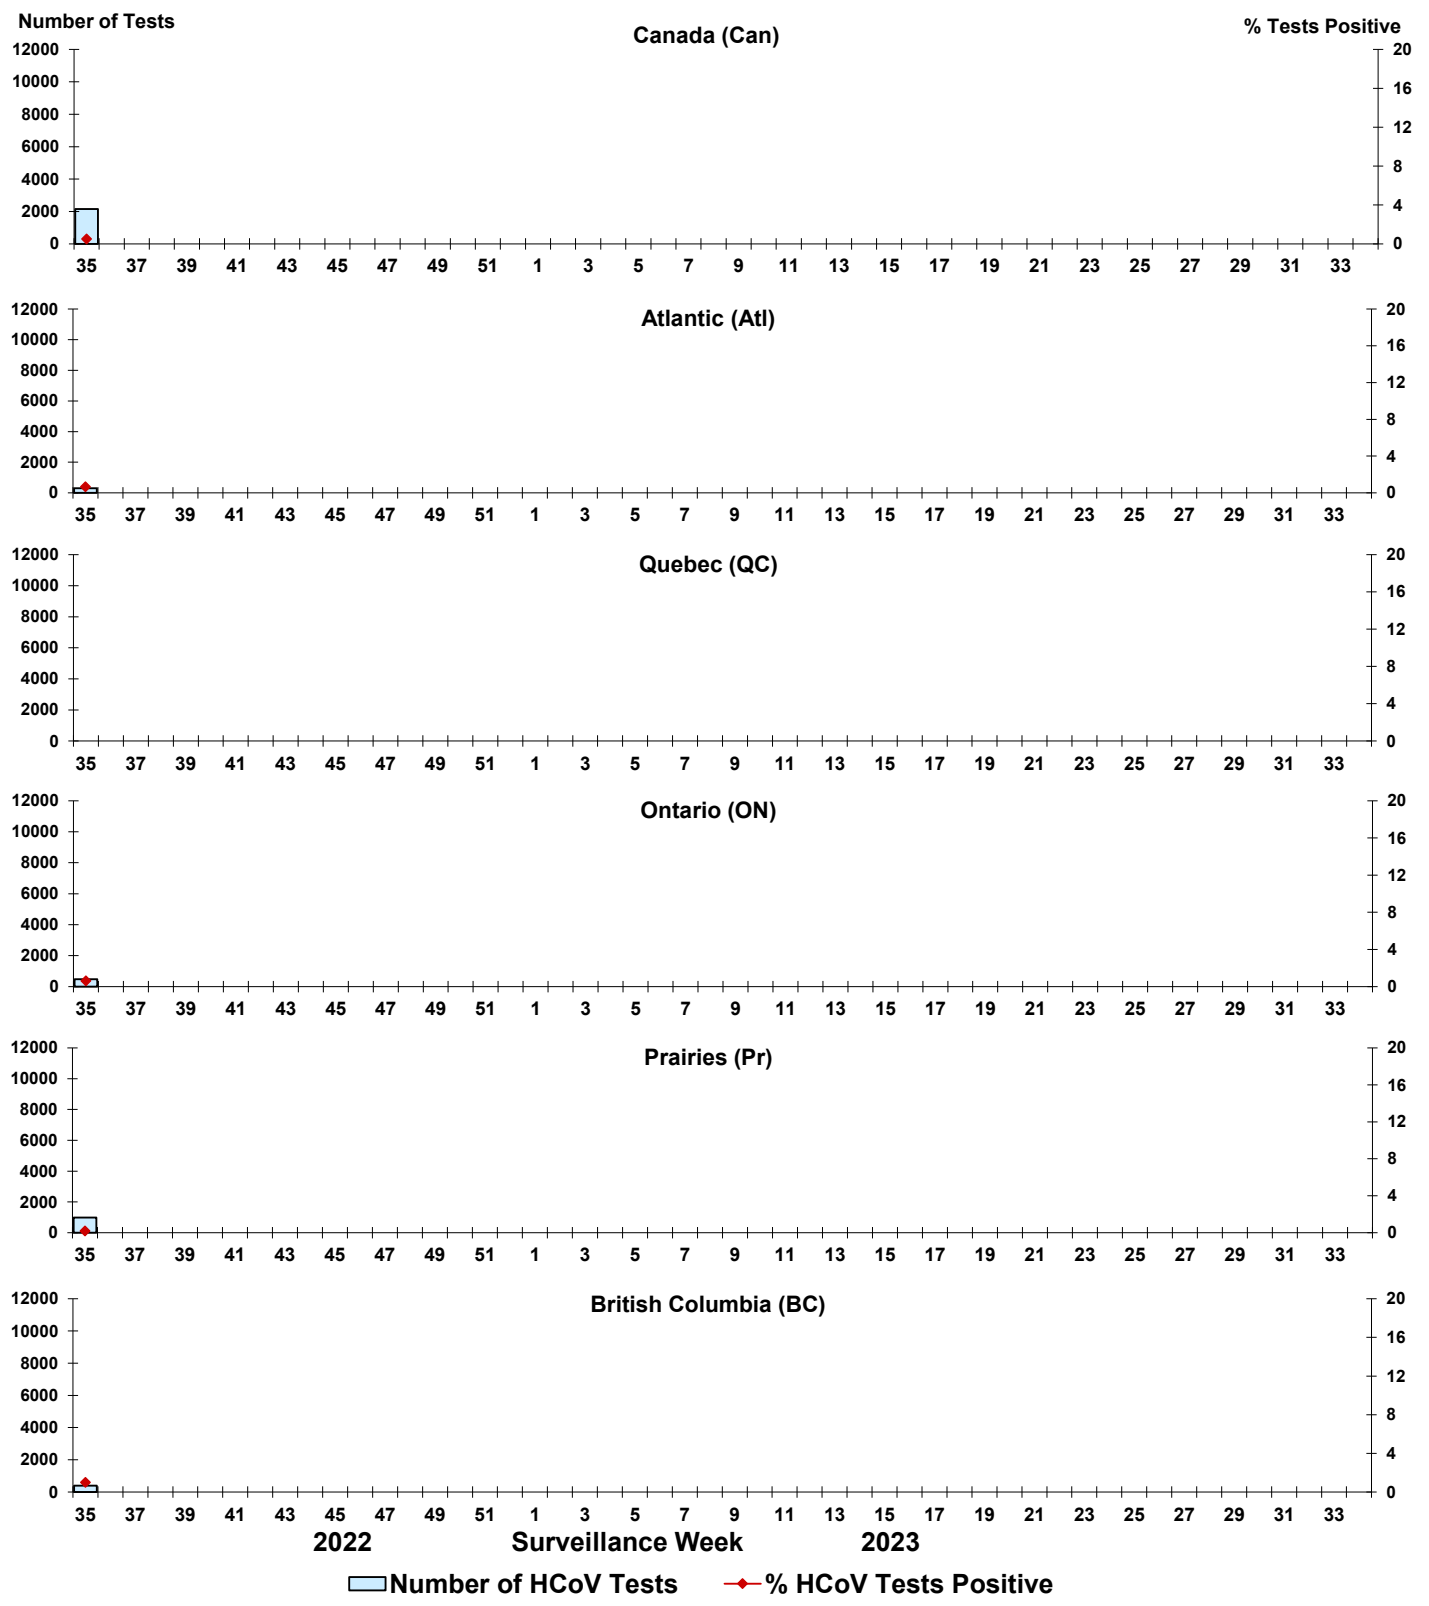 Number of Tests
Canada (Can)
% Tests Positive
12000 20
10000 16
8000 12
6000 8
4000 4
2000 0
0
35 37 39 41 43 45 47 49 51 1 3 5 7 9 11 13 15 17 19 21 23 25 27 29 31 33
Atlantic (Atl)
12000 20
10000 16
8000 12
6000 8
4000 4
2000 0
0
35 37 39 41 43 45 47 49 51 1 3 5 7 9 11 13 15 17 19 21 23 25 27 29 31 33
Quebec (QC)
12000 20
10000 16
8000 12
6000 8
4000 4
2000 0
0
35 37 39 41 43 45 47 49 51 1 3 5 7 9 11 13 15 17 19 21 23 25 27 29 31 33
Ontario (ON)
12000 20
10000 16
8000 12
6000 8
4000 4
2000 0
0
35 37 39 41 43 45 47 49 51 1 3 5 7 9 11 13 15 17 19 21 23 25 27 29 31 33
Prairies (Pr)
12000 20
10000 16
8000 12
6000 8
4000 4
2000 0
0
35 37 39 41 43 45 47 49 51 1 3 5 7 9 11 13 15 17 19 21 23 25 27 29 31 33
British Columbia (BC)
12000 20
10000 16
8000 12
6000 8
4000 4
2000 0
0
35 37 39 41 43 45 47 49 51 1 3 5 7 9 11 13 15 17 19 21 23 25 27 29 31 33
2022 Surveillance Week 2023
Number of HCoV Tests % HCoV Tests Positive